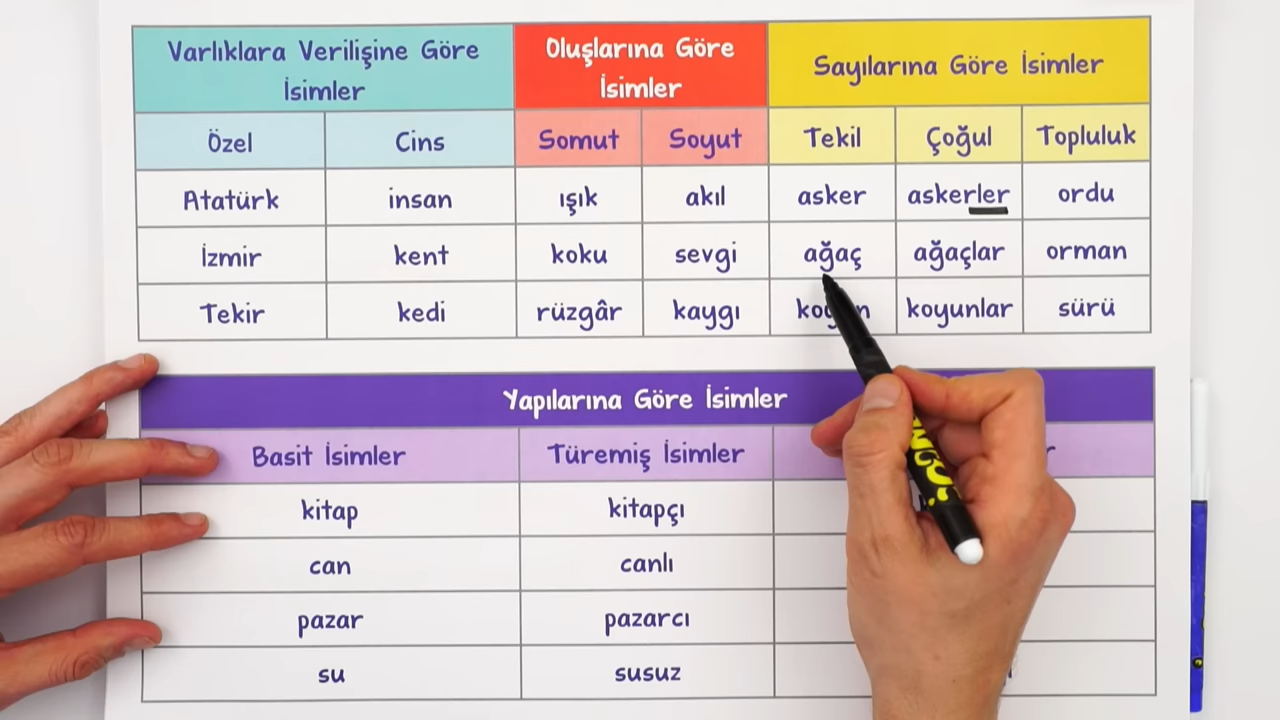 Varlıklara Verilişine Göre İsimler
Oluşlarına Göre İsimler
Sayılarına Göre İsimler
Özel Cins Somut Soyut Tekil Çoğul Topluluk
Atatürk insan ışık akıl asker askerler ordu
İzmir kent koku sevgi ağaç ağaçlar orman
Tekir kedi rüzgâr kaygı koyunlar sürü
Yapılarına Göre İsimler
Basit İsimler Türemiş İsimler
kitap kitapçı
can canlı
pazar pazarcı
su susuz